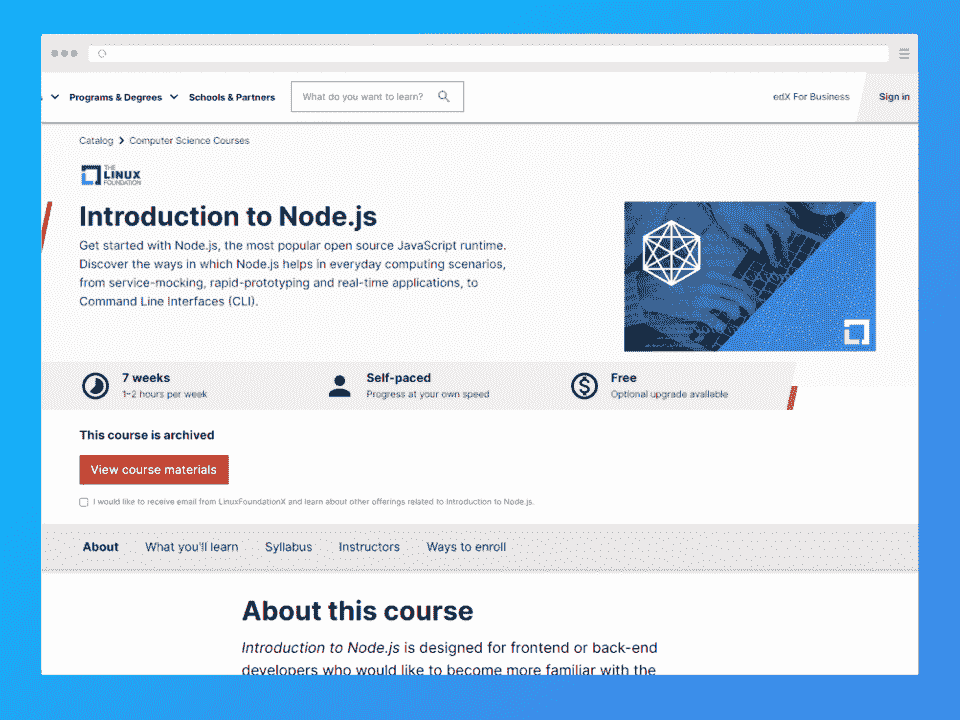 Programs & Degrees
Schools & Partners
What do you want to learn?
edX For Business
Sign in
Catalog
Computer Science Courses
THE
LINUX
FOUNDATION
Introduction to Node.js
Get started with Node.js, the most popular open source JavaScript runtime.
Discover the ways in which Node.js helps in everyday computing scenarios,
from service-mocking, rapid-prototyping and real-time applications, to
Command Line Interfaces (CLI).
7 weeks
1–2 hours per week
Self-paced
Progress at your own speed
Free
Optional upgrade available
This course is archived
View course materials
I would like to receive email from LinuxFoundationX and learn about other offerings related to Introduction to Node.js.
About
What you'll learn
Syllabus
Instructors
Ways to enroll
About this course
Introduction to Node.js is designed for frontend or back-end
developers who would like to become more familiar with the